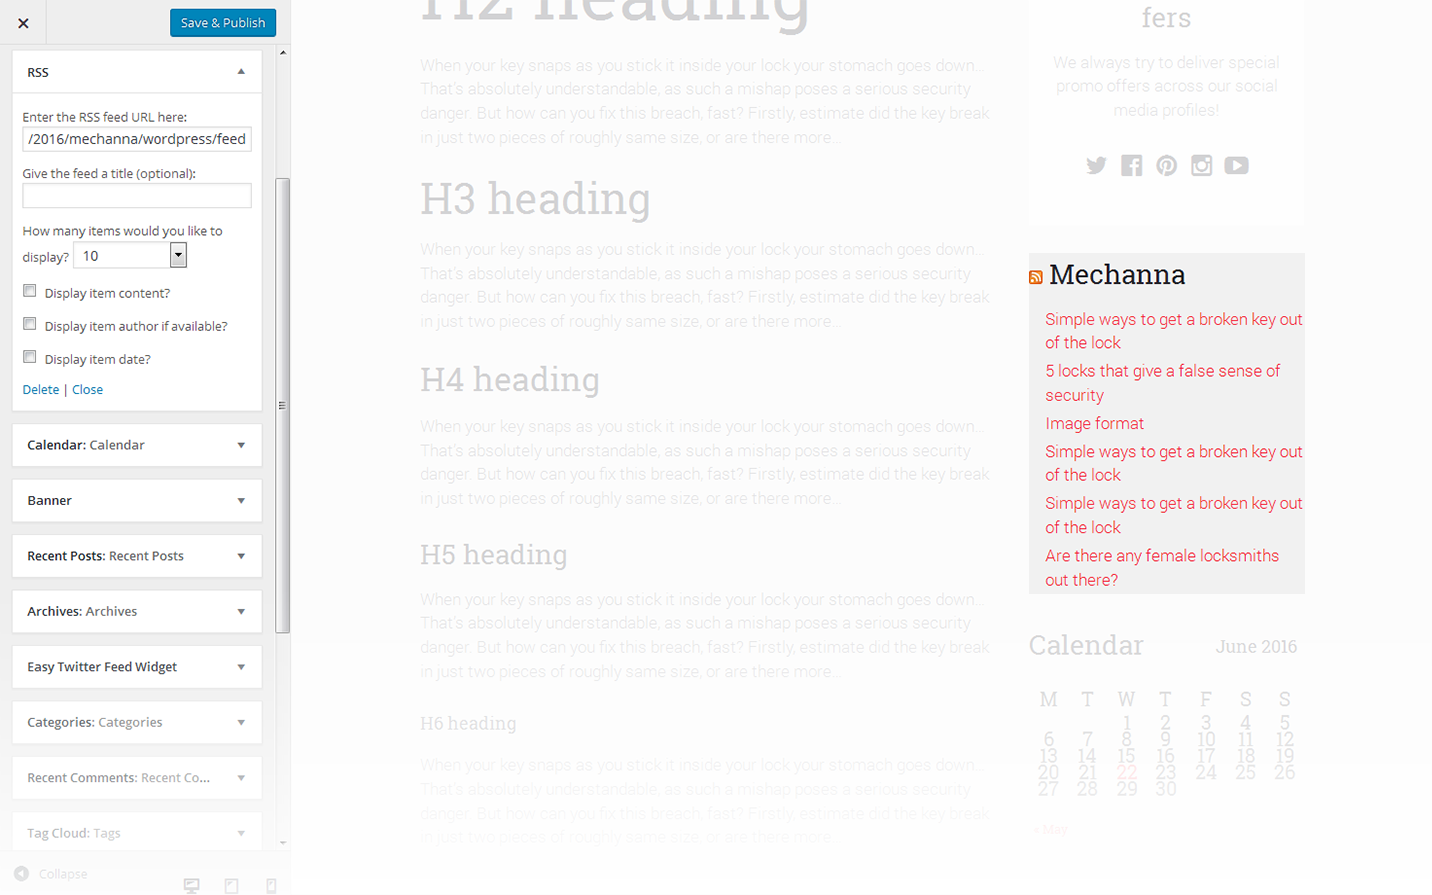 Save & Publish
RSS
Enter the RSS feed URL here:
/2016/mechanna/wordpress/feed
Give the feed a title (optional):
How many items would you like to
display? 10
Display item content?
Display item author if available?
Display item date?
Delete | Close
Calendar: Calendar
Banner
Recent Posts: Recent Posts
Archives: Archives
Easy Twitter Feed Widget
Categories: Categories
Recent Comments: Recent Co...
Tag Cloud: Tags
Collapse
H2 heading
When your key snaps as you stick it inside your lock your stomach goes down...
That's absolutely understandable, as such a mishap poses a serious security
danger. But how can you fix this breach, fast? Firstly, estimate did the key break
in just two pieces of roughly same size, or are there more...
H3 heading
When your key snaps as you stick it inside your lock your stomach goes down...
That's absolutely understandable, as such a mishap poses a serious security
danger. But how can you fix this breach, fast? Firstly, estimate did the key break
in just two pieces of roughly same size, or are there more...
H4 heading
When your key snaps as you stick it inside your lock your stomach goes down...
That's absolutely understandable, as such a mishap poses a serious security
danger. But how can you fix this breach, fast? Firstly, estimate did the key break
in just two pieces of roughly same size, or are there more...
H5 heading
When your key snaps as you stick it inside your lock your stomach goes down...
That's absolutely understandable, as such a mishap poses a serious security
danger. But how can you fix this breach, fast? Firstly, estimate did the key break
in just two pieces of roughly same size, or are there more...
H6 heading
When your key snaps as you stick it inside your lock your stomach goes down...
That's absolutely understandable, as such a mishap poses a serious security
danger. But how can you fix this breach, fast? Firstly, estimate did the key break
in just two pieces of roughly same size, or are there more...
fers
We always try to deliver special
promo offers across our social
media profiles!
Mechanna
Simple ways to get a broken key out
of the lock
5 locks that give a false sense of
security
Image format
Simple ways to get a broken key out
of the lock
Simple ways to get a broken key out
of the lock
Are there any female locksmiths
out there?
Calendar June 2016
M T W T F S S
1 2 3 4 5
6 7 8 9 10 11 12
13 14 15 16 17 18 19
20 21 22 23 24 25 26
27 28 29 30
« May